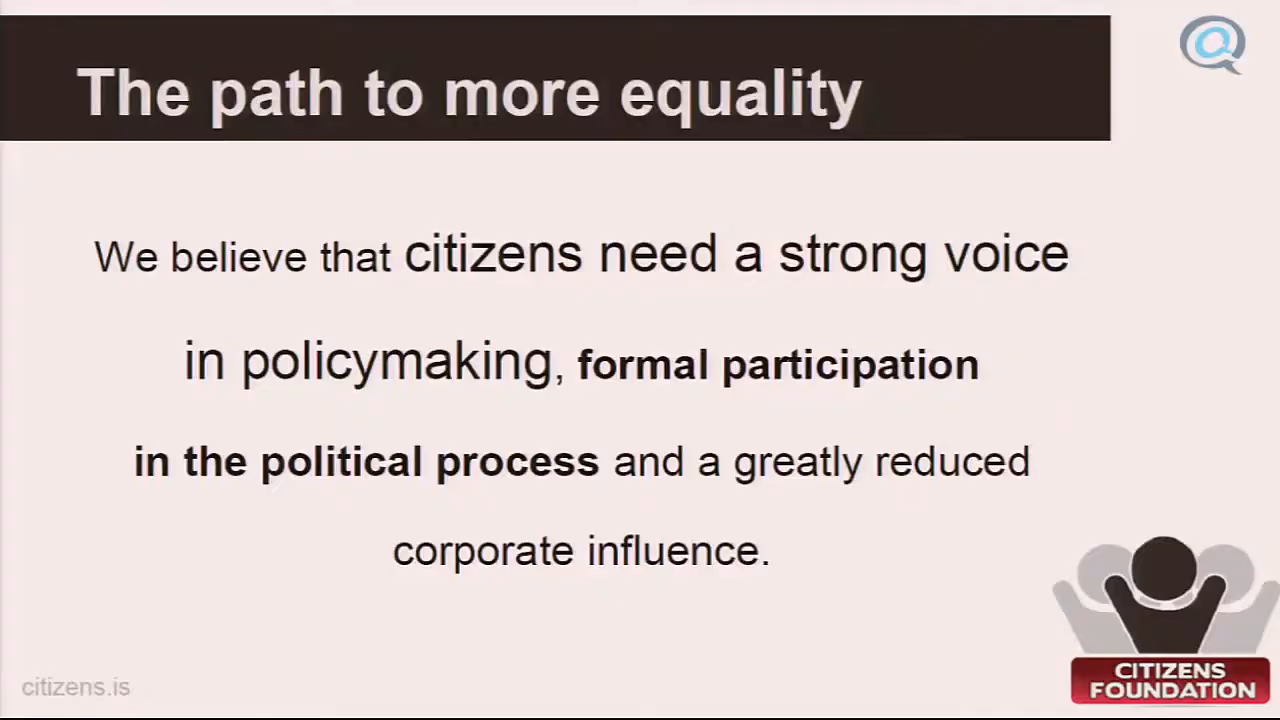 The path to more equality
We believe that citizens need a strong voice
in policymaking, formal participation
in the political process and a greatly reduced
corporate influence.
citizens.is
CITIZENS
FOUNDATION